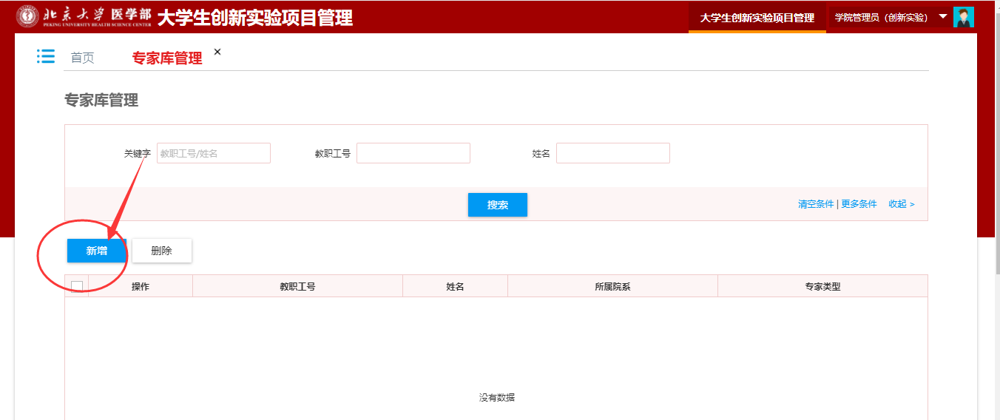 北京大学 医学部 大学生创新实验项目管理 大学生创新实验项目管理 学院管理员（创新实验）
PEKING UNIVERSITY HEALTH SCIENCE CENTER
首页 专家库管理 ×
专家库管理
关键字 教职工号/姓名 教职工号 姓名
搜索 清空条件 | 更多条件 收起 >
新增 删除
操作 教职工号 姓名 所属院系 专家类型
没有数据